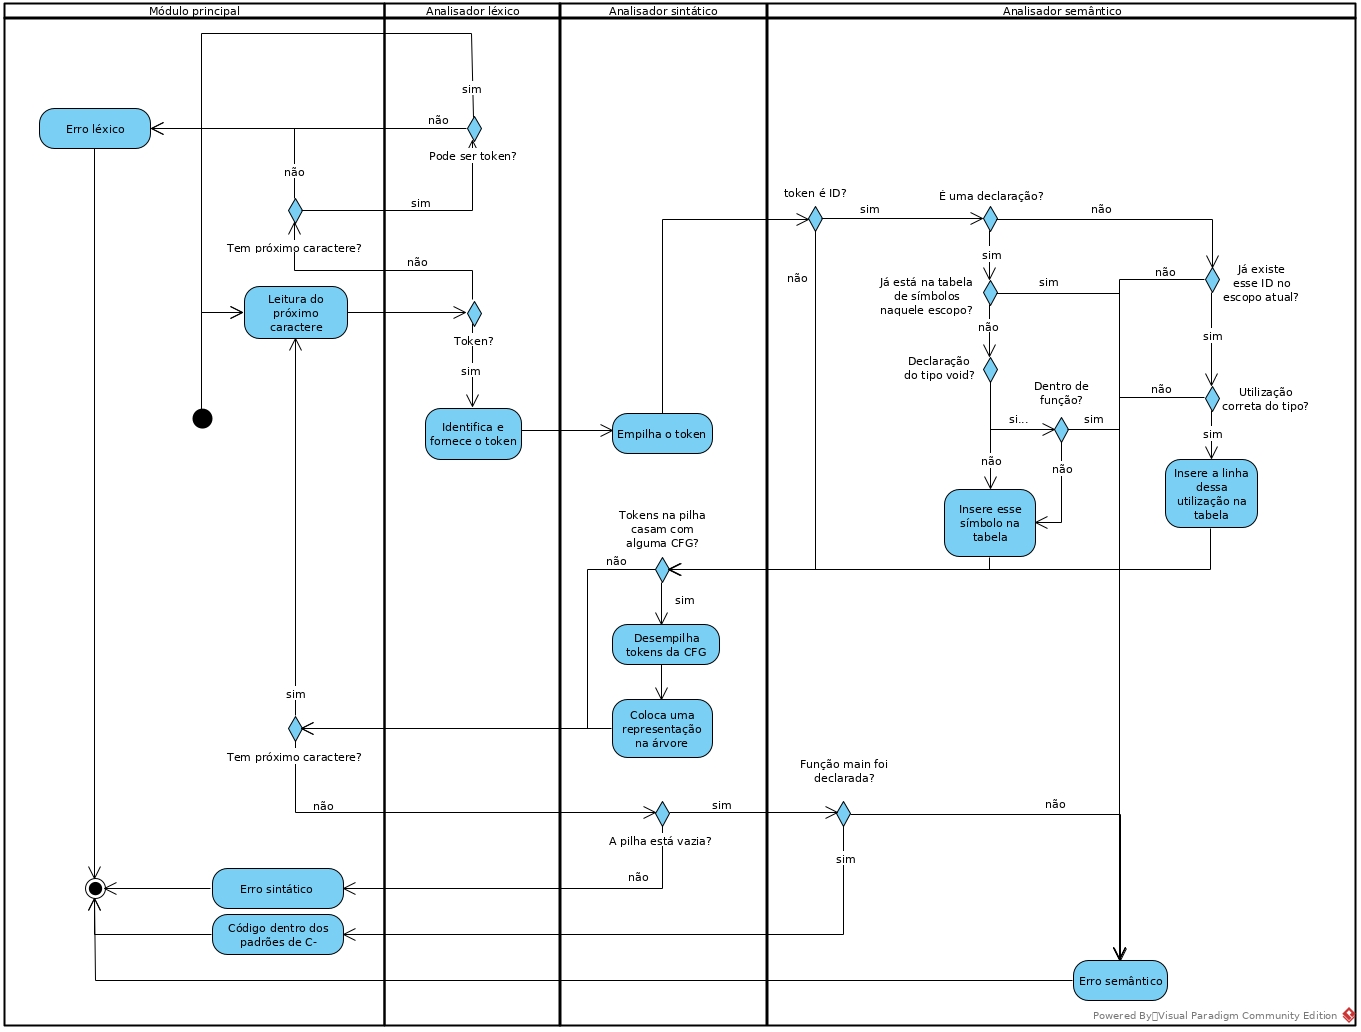 Módulo principal
Analisador léxico
Analisador sintático
Analisador semântico
sim
Erro léxico
não
Pode ser token?
não
sim
Tem próximo caractere?
não
Leitura do
próximo
caractere
Token?
sim
Identifica e
fornece o token
Empilha o token
token é ID?
sim
É uma declaração?
não
não
sim
Já está na tabela
de símbolos
naquele escopo?
sim
não
Já existe
esse ID no
escopo atual?
não
sim
Declaração
do tipo void?
Dentro de
função?
si...
sim
não
não
não
Utilização
correta do tipo?
sim
Insere a linha
dessa
utilização na
tabela
Insere esse
símbolo na
tabela
Tokens na pilha
casam com
alguma CFG?
não
sim
Desempilha
tokens da CFG
Coloca uma
representação
na árvore
sim
Tem próximo caractere?
não
A pilha está vazia?
sim
não
Função main foi
declarada?
não
sim
Erro sintático
Código dentro dos
padrões de C-
Erro semântico
Powered By Visual Paradigm Community Edition